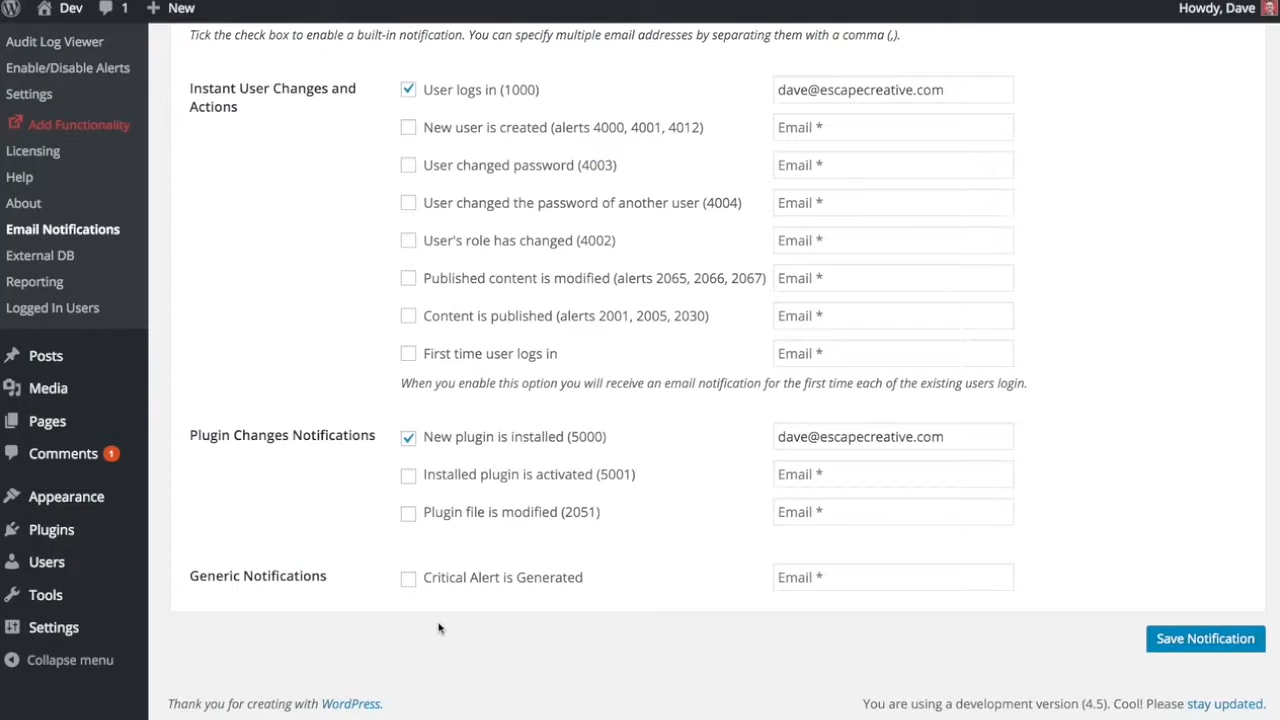 Dev 1 New Howdy, Dave
Audit Log Viewer
Enable/Disable Alerts
Settings
Add Functionality
Licensing
Help
About
Email Notifications
External DB
Reporting
Logged In Users
Posts
Media
Pages
Comments 1
Appearance
Plugins
Users
Tools
Settings
Collapse menu
Tick the check box to enable a built-in notification. You can specify multiple email addresses by separating them with a comma (,).
Instant User Changes and
Actions
User logs in (1000) dave@escapecreative.com
New user is created (alerts 4000, 4001, 4012) Email *
User changed password (4003) Email *
User changed the password of another user (4004) Email *
User's role has changed (4002) Email *
Published content is modified (alerts 2065, 2066, 2067) Email *
Content is published (alerts 2001, 2005, 2030) Email *
First time user logs in Email *
When you enable this option you will receive an email notification for the first time each of the existing users login.
Plugin Changes Notifications
New plugin is installed (5000) dave@escapecreative.com
Installed plugin is activated (5001) Email *
Plugin file is modified (2051) Email *
Generic Notifications
Critical Alert is Generated Email *
Save Notification
Thank you for creating with WordPress.
You are using a development version (4.5). Cool! Please stay updated.